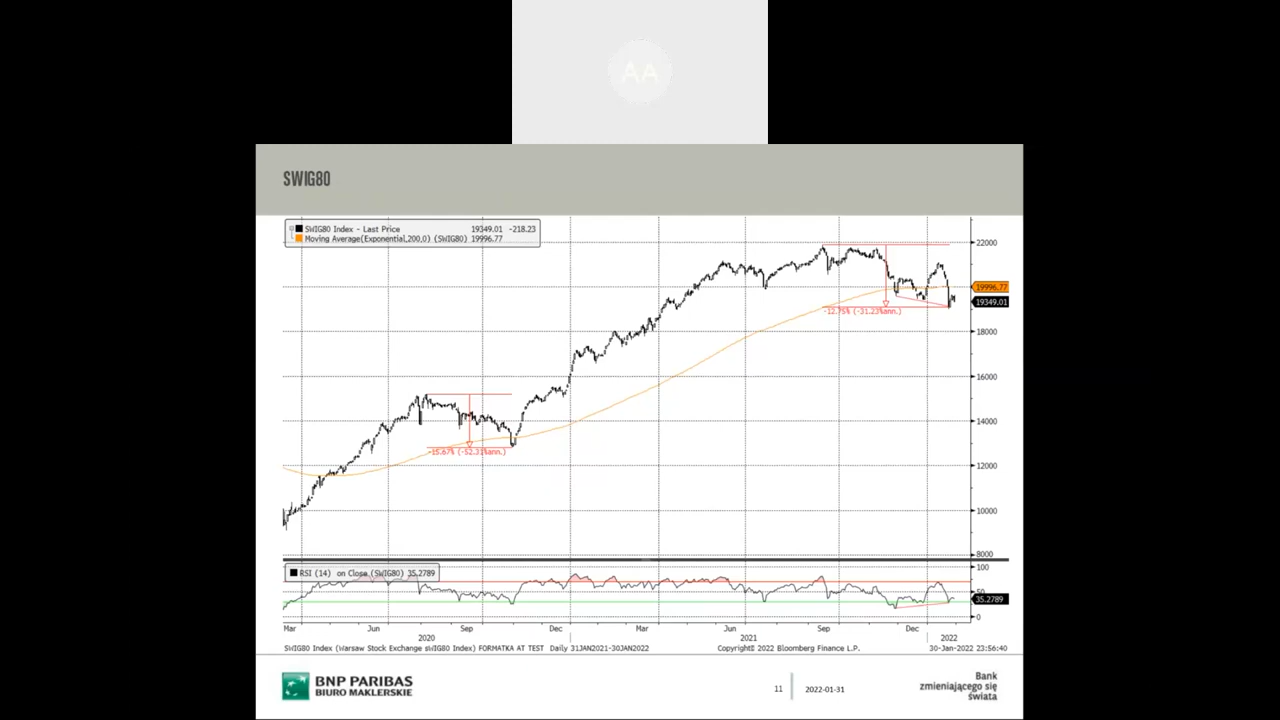 AA
SWIG80
SWIG80 Index - Last Price 19349.01 -218.23
Moving Average(Exponential,200,0) (SWIG80) 19996.77
22000
19996.77
19349.01
-12.75% (-31.23%ann.)
18000
16000
14000
-15.67% (-52.31%ann.)
12000
10000
8000
RSI (14) on Close (SWIG80) 35.2789
100
50
35.2789
0
Mar Jun Sep Dec Mar Jun Sep Dec
2020 2021 2022
SWIG80 Index (Warsaw Stock Exchange sWIG80 Index) FORMATKA AT TEST Daily 31JAN2021-30JAN2022 Copyright© 2022 Bloomberg Finance L.P. 30-Jan-2022 23:56:40
BNP PARIBAS
BIURO MAKLERSKIE
11 2022-01-31
Bank
zmieniającego się
świata